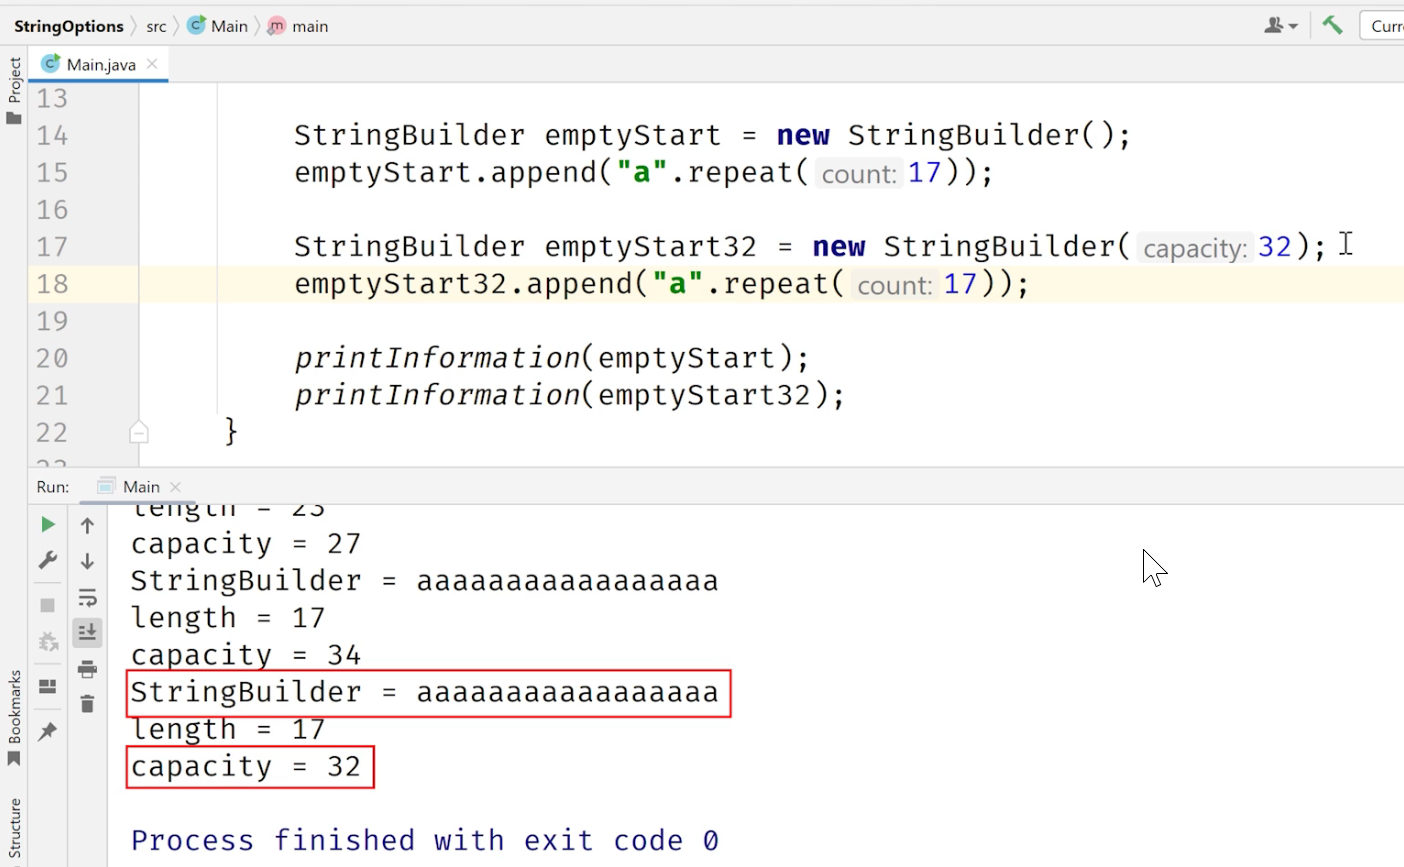 StringOptions src Main main
Curr
Main.java
Project
13
14 StringBuilder emptyStart = new StringBuilder();
15 emptyStart.append("a".repeat( count: 17));
16
17 StringBuilder emptyStart32 = new StringBuilder( capacity: 32);
18 emptyStart32.append("a".repeat( count: 17));
19
20 printInformation(emptyStart);
21 printInformation(emptyStart32);
22 }
Run: Main
length = 23
capacity = 27
StringBuilder = aaaaaaaaaaaaaaaaa
length = 17
capacity = 34
StringBuilder = aaaaaaaaaaaaaaaaa
length = 17
capacity = 32
Process finished with exit code 0
Bookmarks
Structure